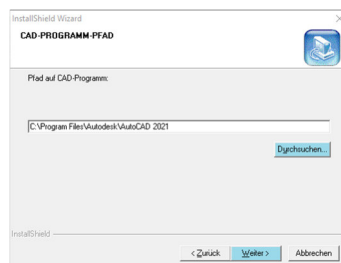 InstallShield Wizard
CAD-PROGRAMM-PFAD
Pfad auf CAD-Programm:
C:\Program Files\Autodesk\AutoCAD 2021
Durchsuchen...
InstallShield
< Zurück
Weiter >
Abbrechen